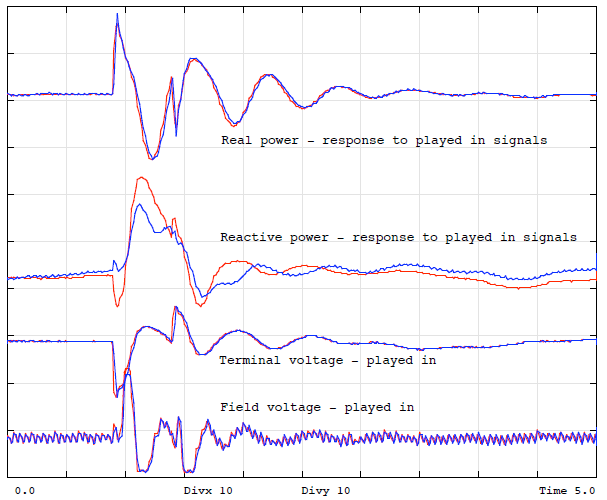 Real power - response to played in signals
Reactive power - response to played in signals
Terminal voltage - played in
Field voltage - played in
0.0 Divx 10 Divy 10 Time 5.0